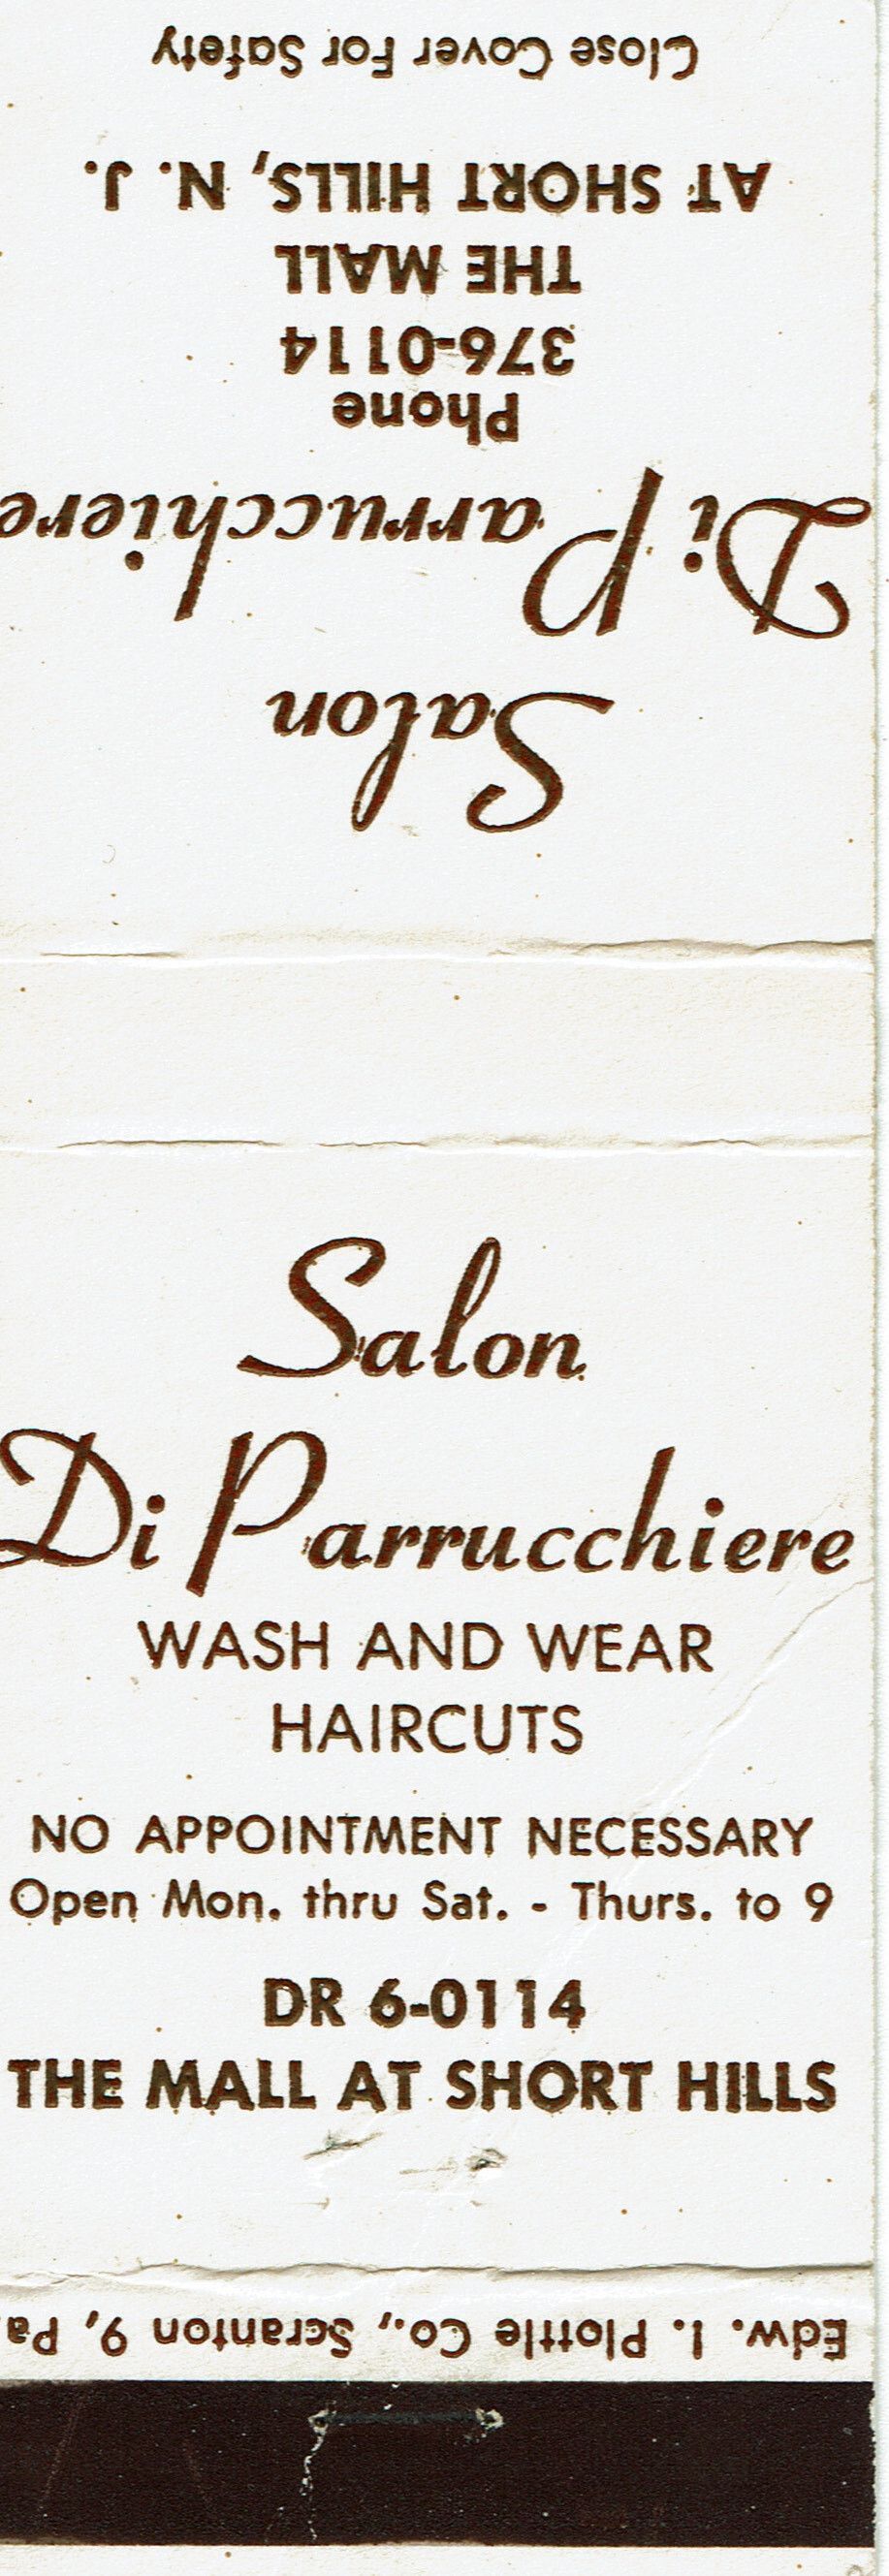 Close Cover For Safety
AT SHORT HILLS, N. J.
THE MALL
376-0114
Phone
Di Parrucchiere
Salon
Salon
Di Parrucchiere
WASH AND WEAR
HAIRCUTS
NO APPOINTMENT NECESSARY
Open Mon. thru Sat. - Thurs. to 9
DR 6-0114
THE MALL AT SHORT HILLS
Edw. I. Plottle Co., Scranton 9, Pa.